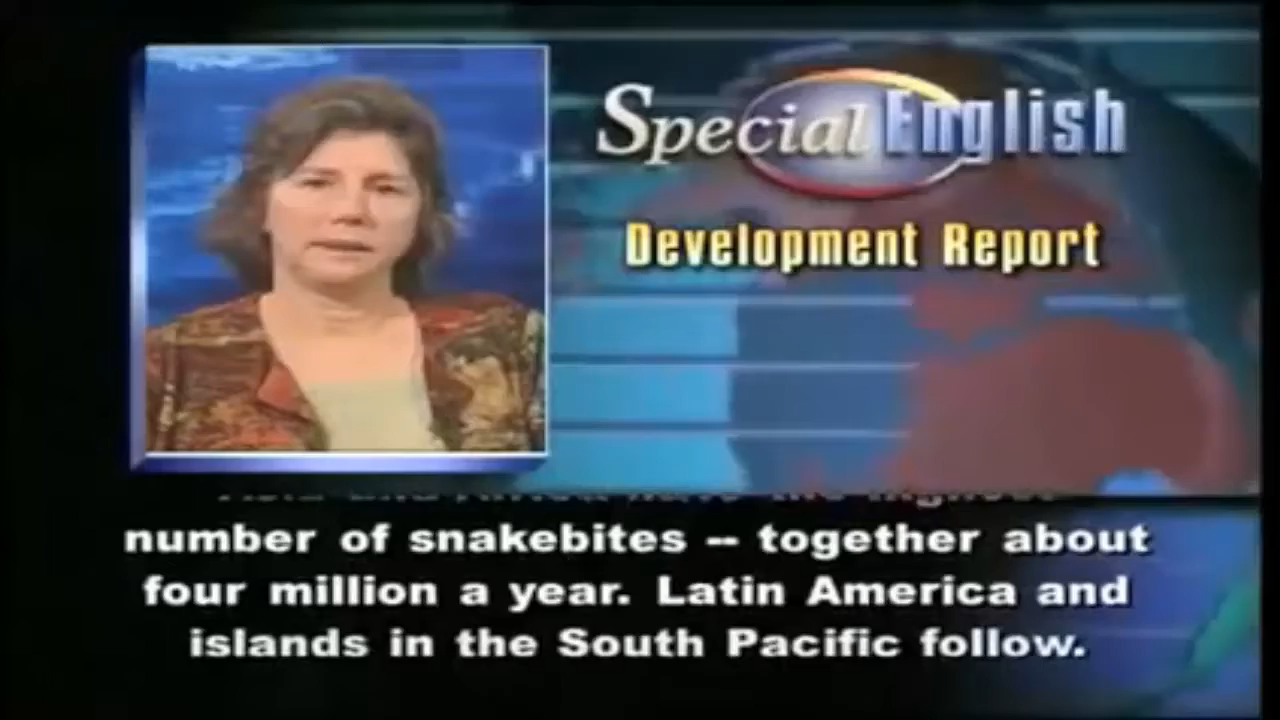 Special English
Development Report
number of snakebites -- together about
four million a year. Latin America and
islands in the South Pacific follow.